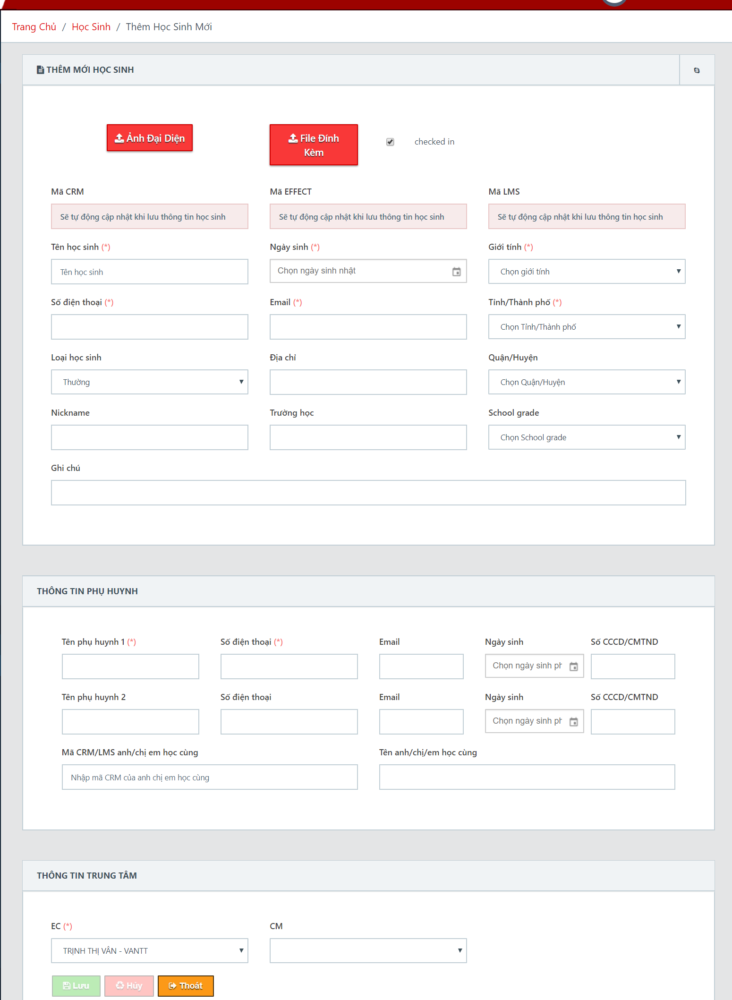 Trang Chủ / Học Sinh / Thêm Học Sinh Mới
THÊM MỚI HỌC SINH
Ảnh Đại Diện
File Đính Kèm
checked in
Mã CRM
Mã EFFECT
Mã LMS
Sẽ tự động cập nhật khi lưu thông tin học sinh
Sẽ tự động cập nhật khi lưu thông tin học sinh
Sẽ tự động cập nhật khi lưu thông tin học sinh
Tên học sinh (*)
Ngày sinh (*)
Giới tính (*)
Tên học sinh
Chọn ngày sinh nhật
Chọn giới tính
Số điện thoại (*)
Email (*)
Tỉnh/Thành phố (*)
Chọn Tỉnh/Thành phố
Loại học sinh
Địa chỉ
Quận/Huyện
Thường
Chọn Quận/Huyện
Nickname
Trường học
School grade
Chọn School grade
Ghi chú
THÔNG TIN PHỤ HUYNH
Tên phụ huynh 1 (*)
Số điện thoại (*)
Email
Ngày sinh
Số CCCD/CMTND
Chọn ngày sinh ph
Tên phụ huynh 2
Số điện thoại
Email
Ngày sinh
Số CCCD/CMTND
Chọn ngày sinh ph
Mã CRM/LMS anh/chị em học cùng
Tên anh/chị/em học cùng
Nhập mã CRM của anh chị em học cùng
THÔNG TIN TRUNG TÂM
EC (*)
CM
TRỊNH THỊ VÂN - VANTT
Lưu
Hủy
Thoát